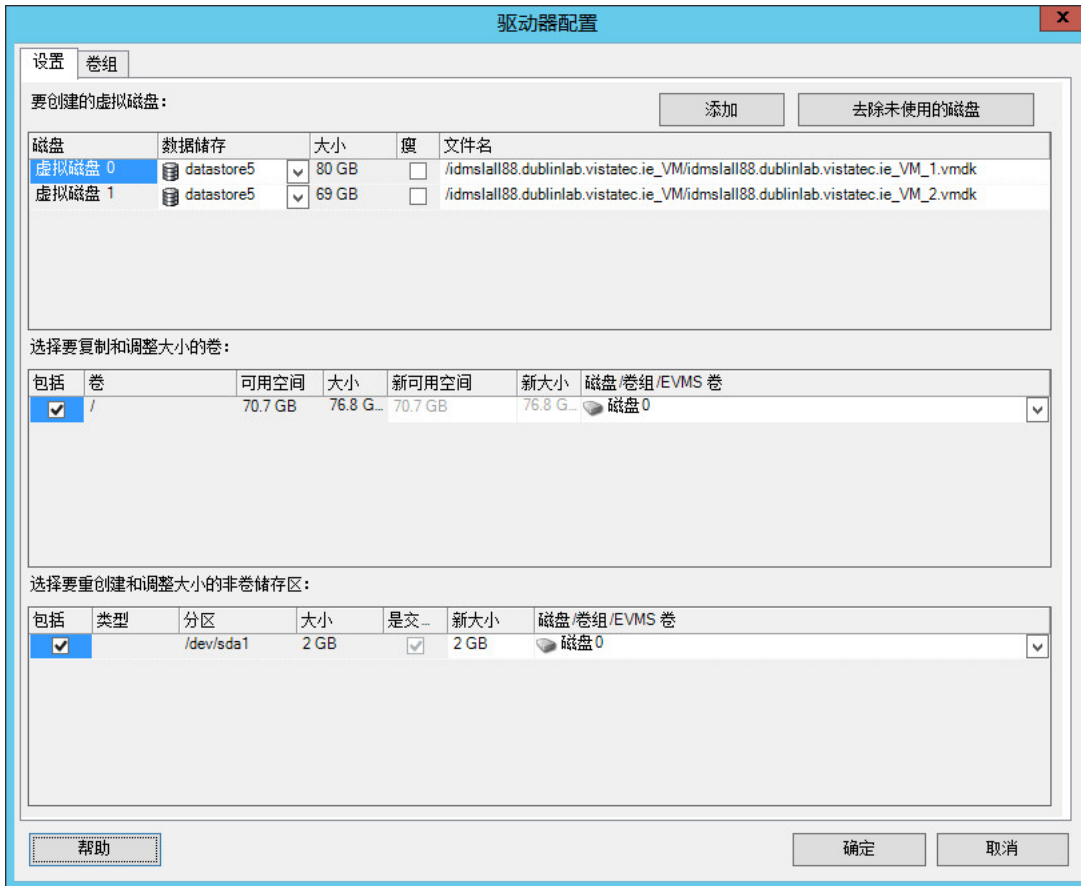 驱动器配置
x
设置 卷组
要创建的虚拟磁盘: 添加 去除未使用的磁盘
磁盘 数据储存 大小 瘦 文件名
虚拟磁盘 0 datastore5 80 GB /idmslall88.dublinlab.vistatec.ie_VM/idmslall88.dublinlab.vistatec.ie_VM_1.vmdk
虚拟磁盘 1 datastore5 69 GB /idmslall88.dublinlab.vistatec.ie_VM/idmslall88.dublinlab.vistatec.ie_VM_2.vmdk
选择要复制和调整大小的卷:
包括 卷 可用空间 大小 新可用空间 新大小 磁盘/卷组/EVMS 卷
/ 70.7 GB 76.8 G... 70.7 GB 76.8 G... 磁盘0
选择要重创建和调整大小的非卷储存区:
包括 类型 分区 大小 是交... 新大小 磁盘/卷组/EVMS 卷
/dev/sda1 2 GB 2 GB 磁盘0
帮助 确定 取消